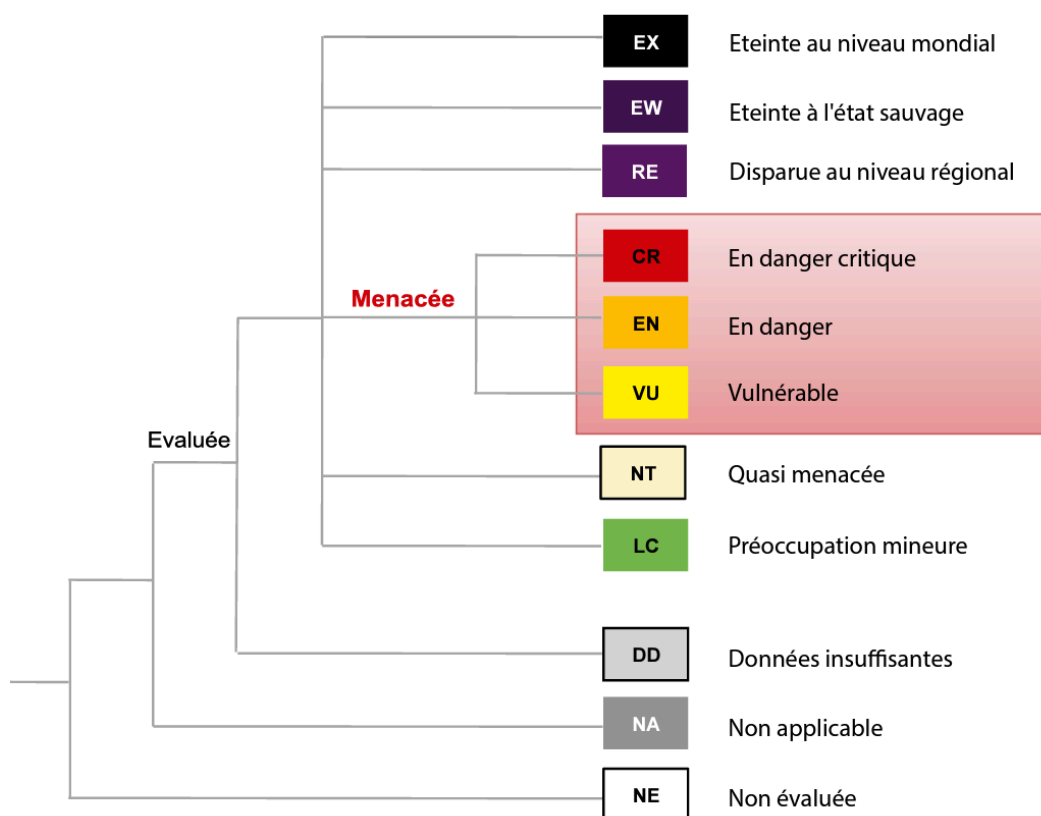 EX Eteinte au niveau mondial
EW Eteinte à l'état sauvage
RE Disparue au niveau régional
CR En danger critique
Menacée
EN En danger
VU Vulnérable
Evaluée
NT Quasi menacée
LC Préoccupation mineure
DD Données insuffisantes
NA Non applicable
NE Non évaluée